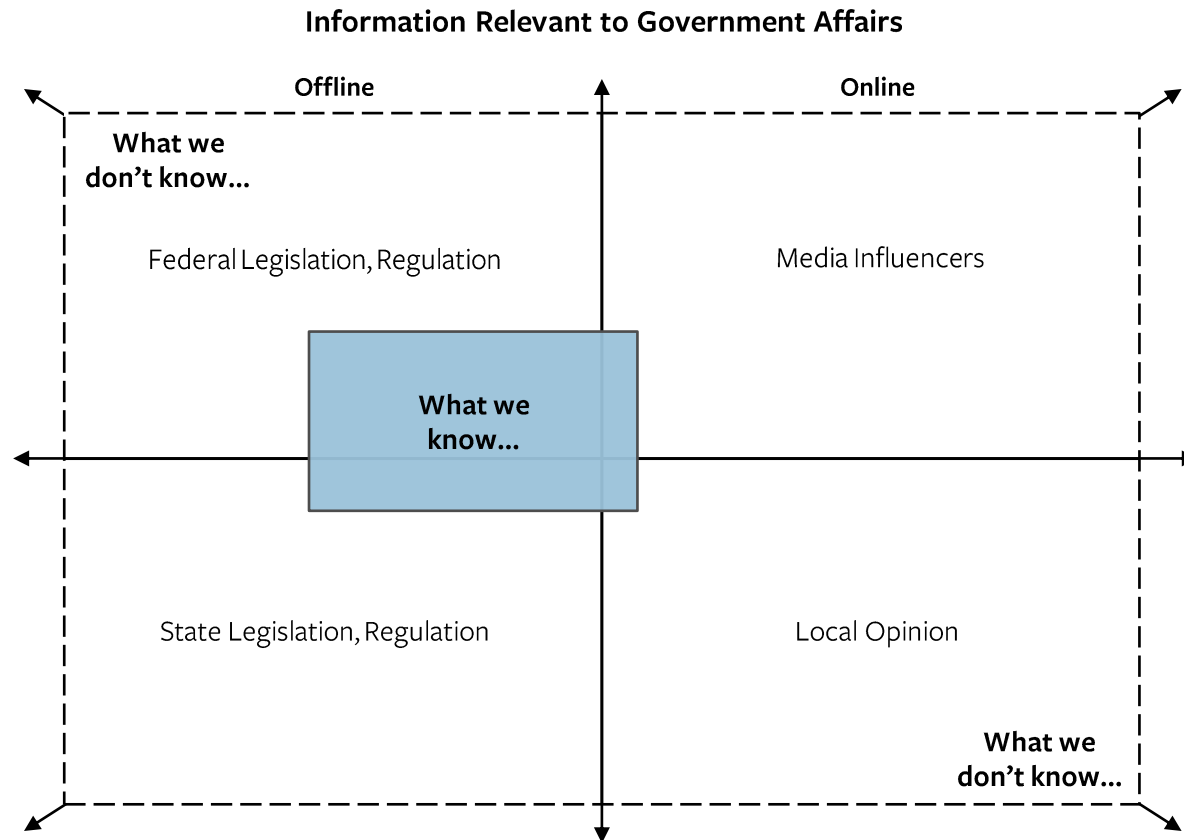 Information Relevant to Government Affairs
Offline
Online
What we
don't know...
Federal Legislation, Regulation
Media Influencers
What we
know...
State Legislation, Regulation
Local Opinion
What we
don't know...